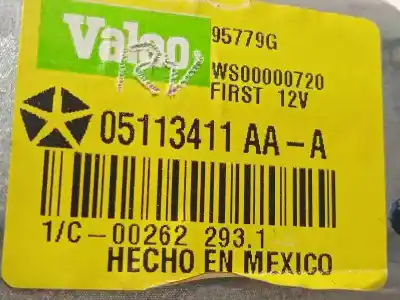 Valeo
95779G
WS00000720
FIRST 12V
05113411 AA-A
1/C-00262 293.1
HECHO EN MEXICO